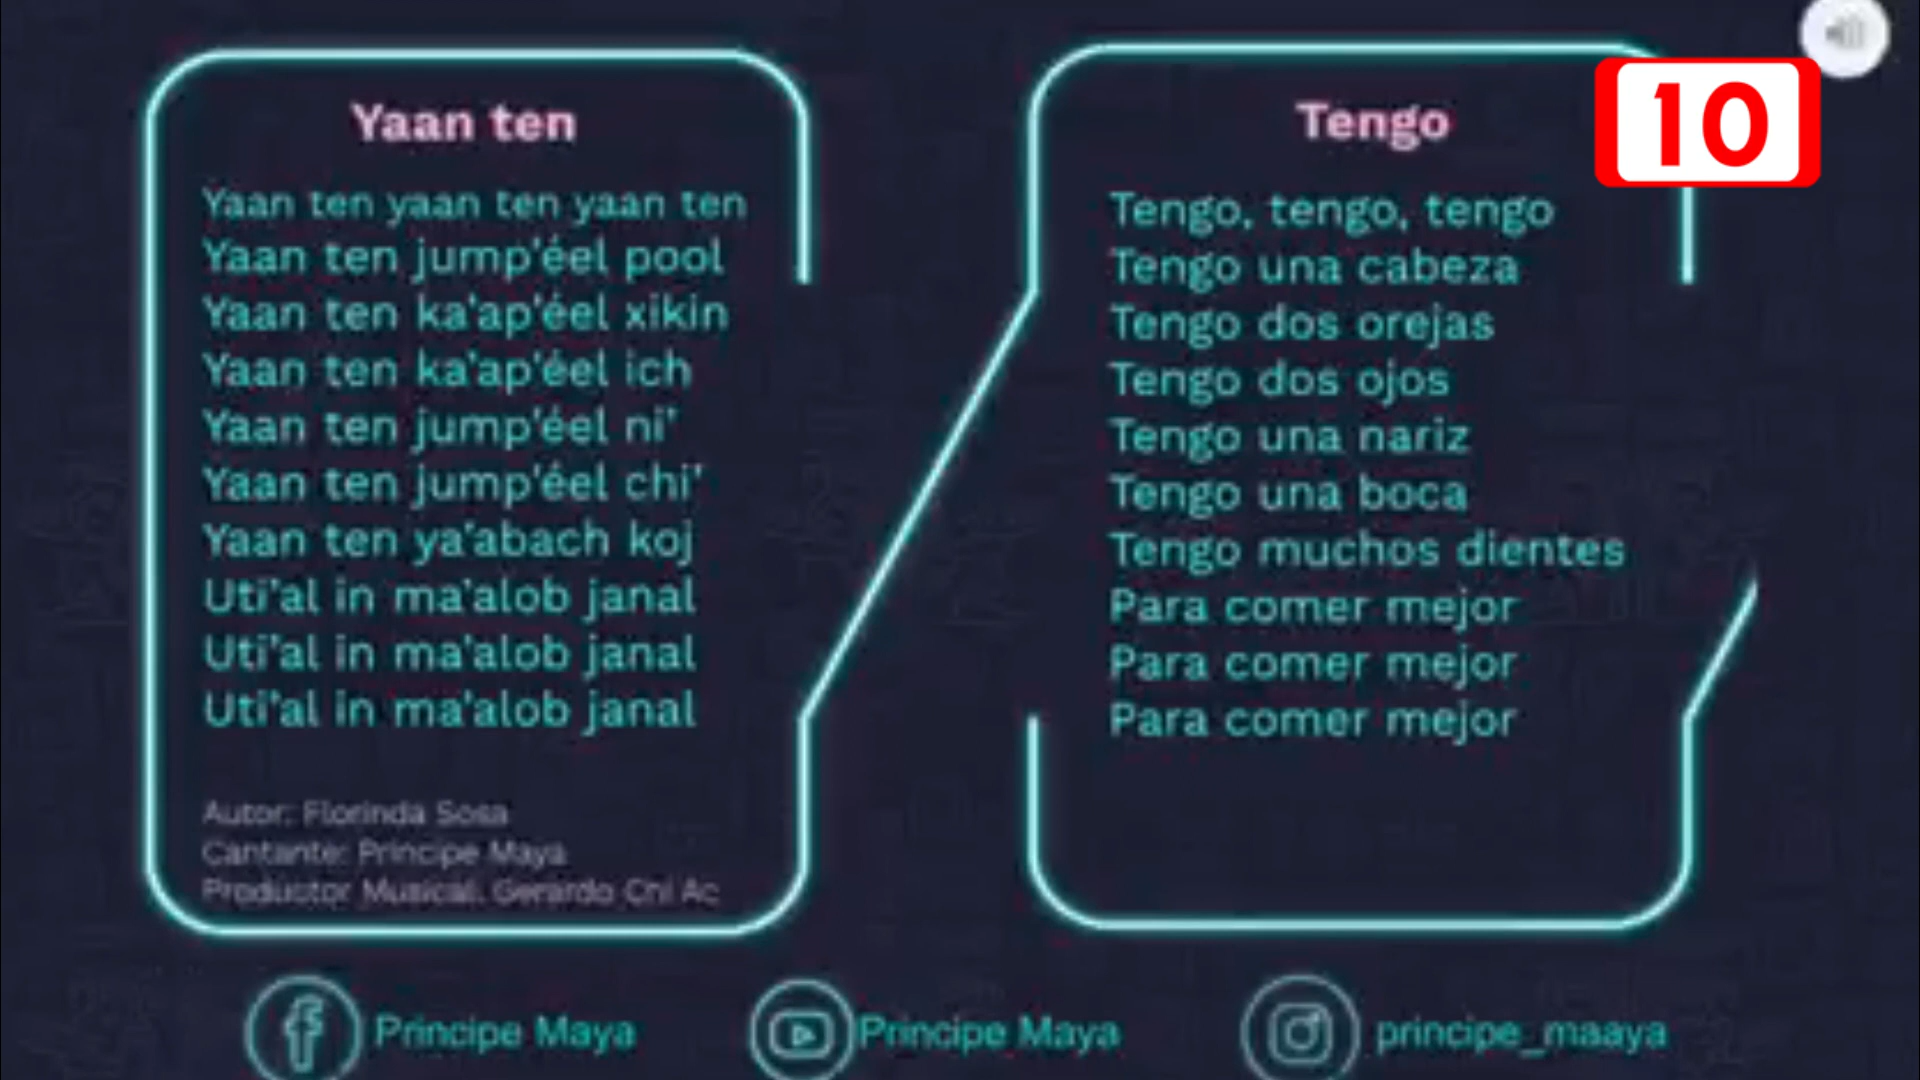 Yaan ten
Yaan ten yaan ten yaan ten
Yaan ten jump'éel pool
Yaan ten ka'ap'éel xikin
Yaan ten ka'ap'éel ich
Yaan ten jump'éel ni'
Yaan ten jump'éel chi'
Yaan ten ya'abach koj
Uti'al in ma'alob janal
Uti'al in ma'alob janal
Uti'al in ma'alob janal
Autor: Florinda Sosa
Cantante: Principe Maya
Productor Musical. Gerardo Chi Ac
Tengo
Tengo, tengo, tengo
Tengo una cabeza
Tengo dos orejas
Tengo dos ojos
Tengo una nariz
Tengo una boca
Tengo muchos dientes
Para comer mejor
Para comer mejor
Para comer mejor
10
Principe Maya
Principe Maya
principe_maaya